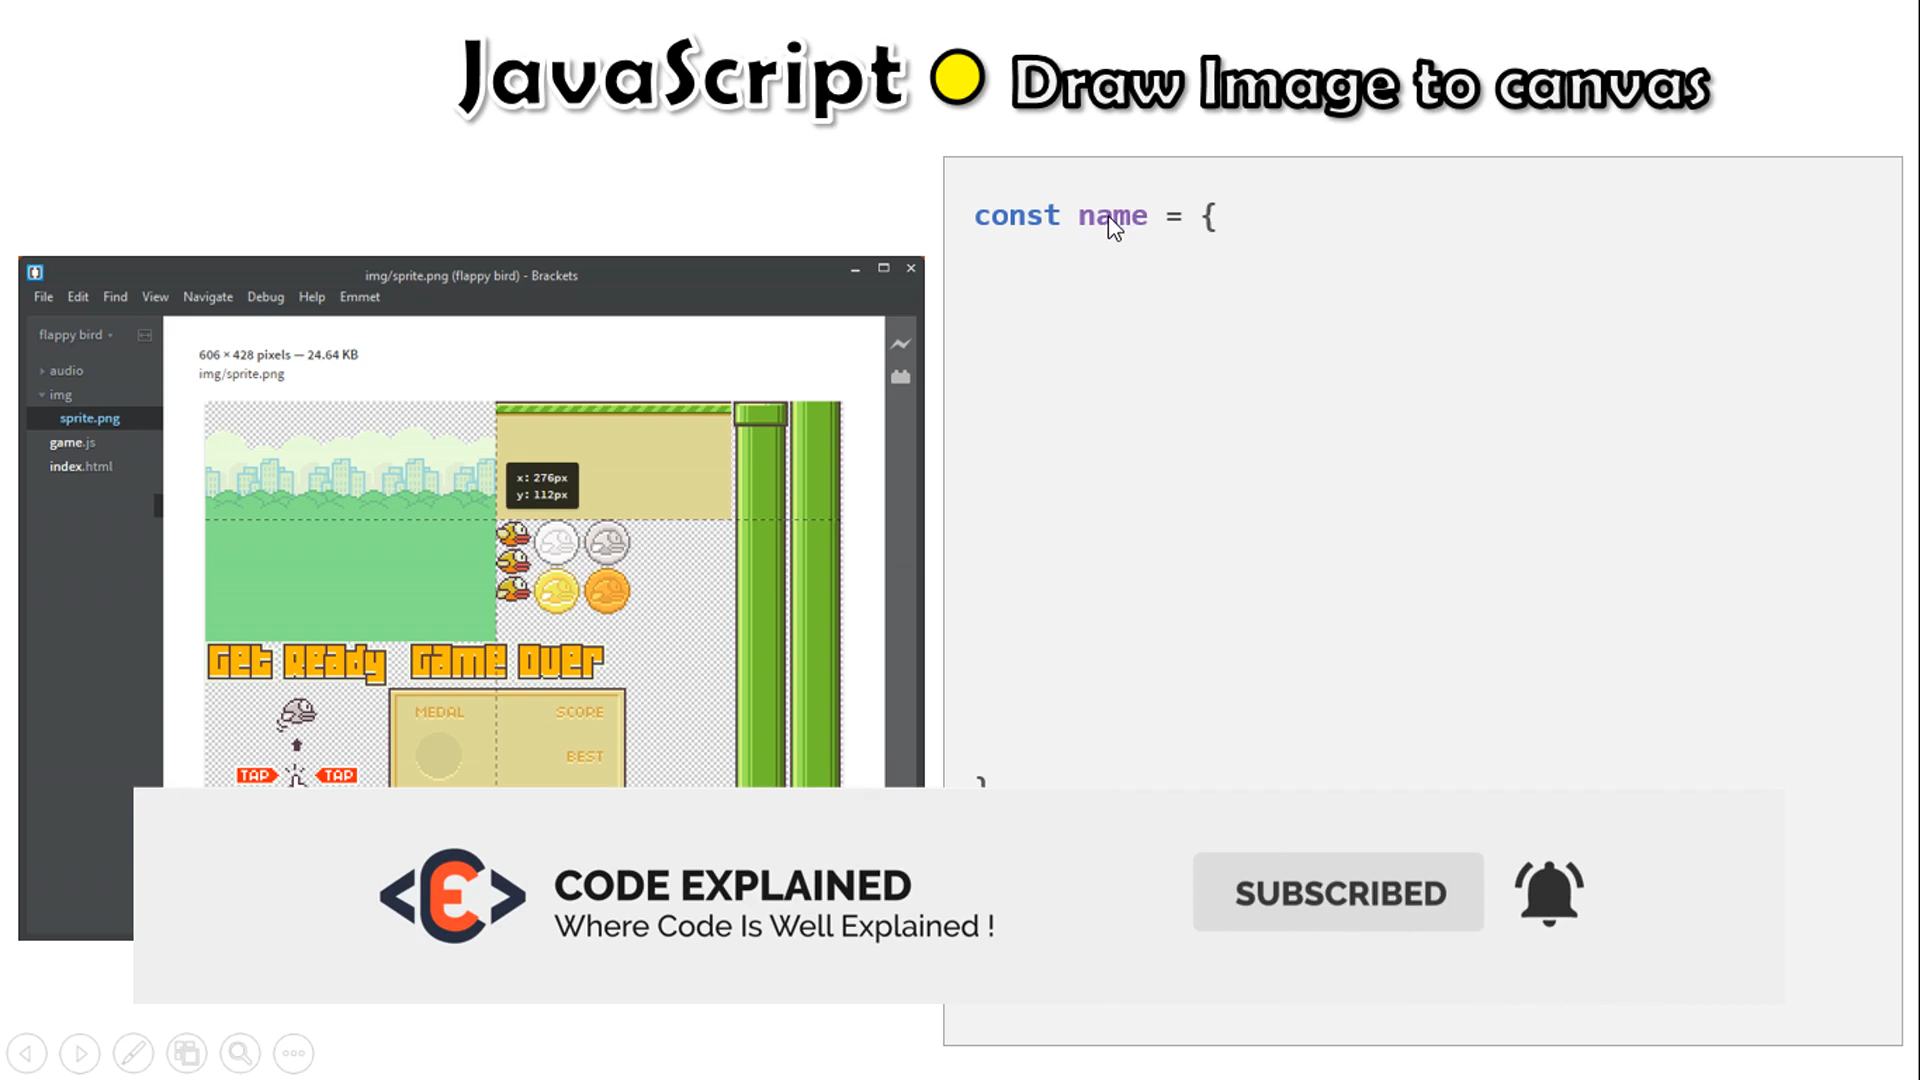 JavaScript Draw Image to canvas
const name = {
}
img/sprite.png (flappy bird) - Brackets
File Edit Find View Navigate Debug Help Emmet
flappy bird
audio
img
sprite.png
game.js
index.html
606 × 428 pixels — 24.64 KB
img/sprite.png
x: 276px
y: 112px
Get Ready Game Over
MEDAL SCORE
BEST
TAP TAP
CODE EXPLAINED
Where Code Is Well Explained !
SUBSCRIBED